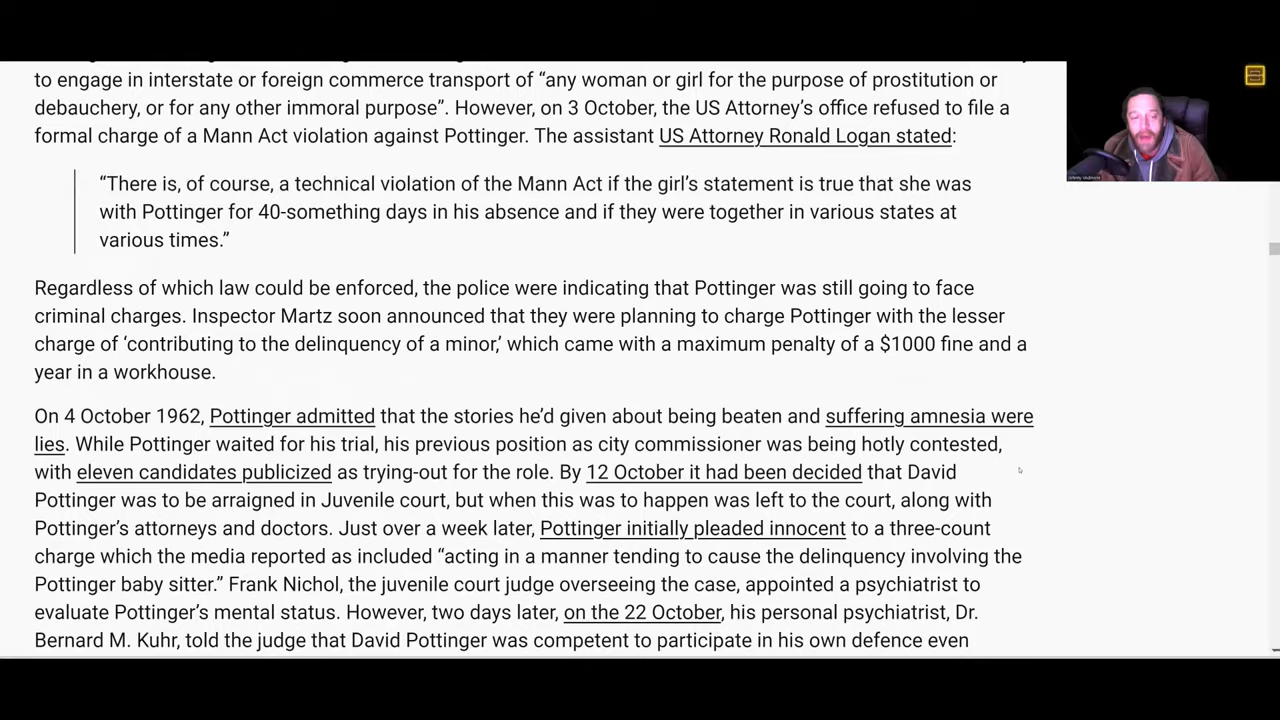 to engage in interstate or foreign commerce transport of “any woman or girl for the purpose of prostitution or
debauchery, or for any other immoral purpose”. However, on 3 October, the US Attorney’s office refused to file a
formal charge of a Mann Act violation against Pottinger. The assistant US Attorney Ronald Logan stated:
“There is, of course, a technical violation of the Mann Act if the girl’s statement is true that she was
with Pottinger for 40-something days in his absence and if they were together in various states at
various times.”
Regardless of which law could be enforced, the police were indicating that Pottinger was still going to face
criminal charges. Inspector Martz soon announced that they were planning to charge Pottinger with the lesser
charge of ‘contributing to the delinquency of a minor,’ which came with a maximum penalty of a $1000 fine and a
year in a workhouse.
On 4 October 1962, Pottinger admitted that the stories he’d given about being beaten and suffering amnesia were
lies. While Pottinger waited for his trial, his previous position as city commissioner was being hotly contested,
with eleven candidates publicized as trying-out for the role. By 12 October it had been decided that David
Pottinger was to be arraigned in Juvenile court, but when this was to happen was left to the court, along with
Pottinger’s attorneys and doctors. Just over a week later, Pottinger initially pleaded innocent to a three-count
charge which the media reported as included “acting in a manner tending to cause the delinquency involving the
Pottinger baby sitter.” Frank Nichol, the juvenile court judge overseeing the case, appointed a psychiatrist to
evaluate Pottinger’s mental status. However, two days later, on the 22 October, his personal psychiatrist, Dr.
Bernard M. Kuhr, told the judge that David Pottinger was competent to participate in his own defence even